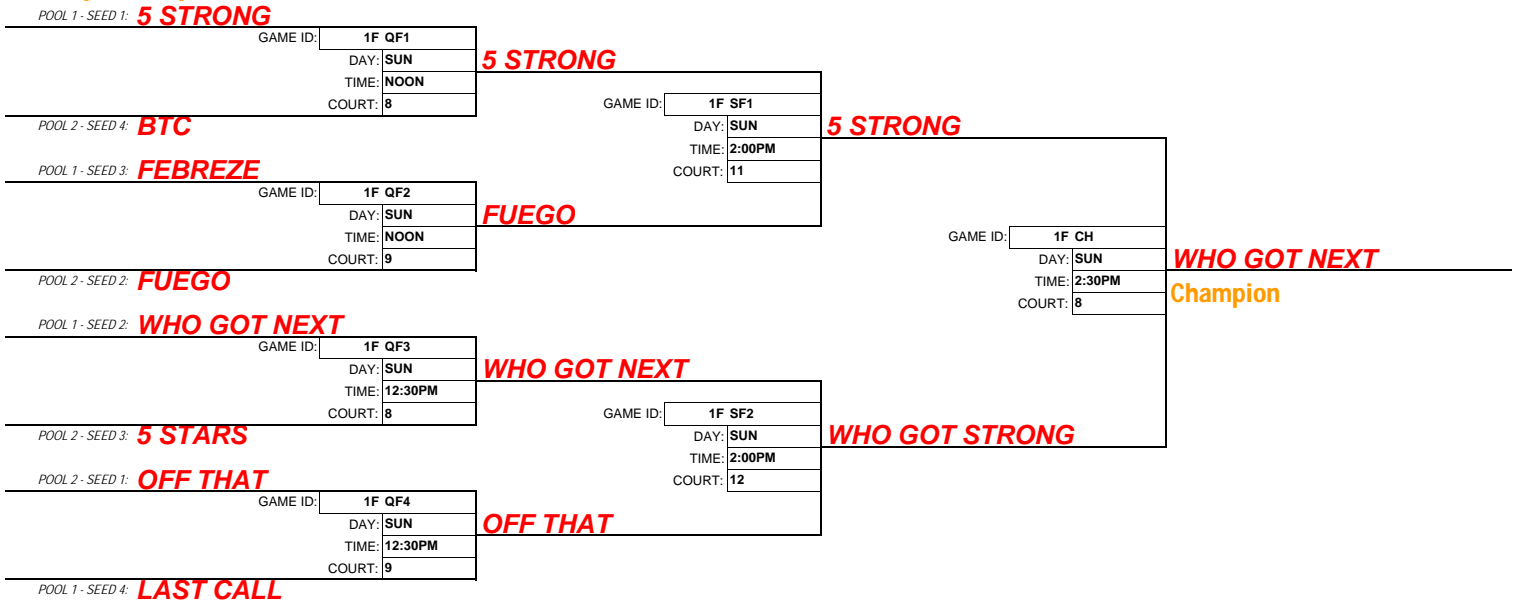 POOL 1 - SEED 1: 5 STRONG
GAME ID: 1F QF1
DAY: SUN
TIME: NOON
COURT: 8
POOL 2 - SEED 4: BTC
5 STRONG
POOL 1 - SEED 3: FEBREZE
GAME ID: 1F QF2
DAY: SUN
TIME: NOON
COURT: 9
POOL 2 - SEED 2: FUEGO
FUEGO
GAME ID: 1F SF1
DAY: SUN
TIME: 2:00PM
COURT: 11
5 STRONG
POOL 1 - SEED 2: WHO GOT NEXT
GAME ID: 1F QF3
DAY: SUN
TIME: 12:30PM
COURT: 8
POOL 2 - SEED 3: 5 STARS
WHO GOT NEXT
POOL 2 - SEED 1: OFF THAT
GAME ID: 1F QF4
DAY: SUN
TIME: 12:30PM
COURT: 9
POOL 1 - SEED 4: LAST CALL
OFF THAT
GAME ID: 1F SF2
DAY: SUN
TIME: 2:00PM
COURT: 12
WHO GOT STRONG
GAME ID: 1F CH
DAY: SUN
TIME: 2:30PM
COURT: 8
WHO GOT NEXT
Champion